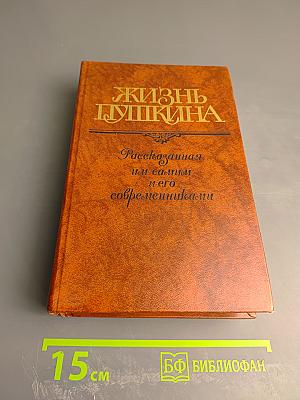 ЖИЗНЬ
ПУШКИНА
Рассказанная
им самим
и его
современниками
15 см
БФ БИБЛИОФАН